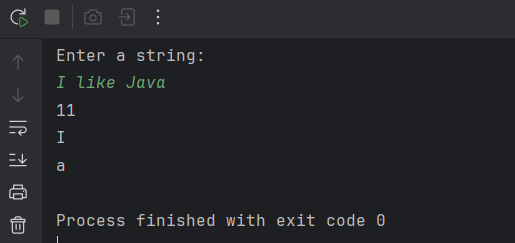 Enter a string:
I like Java
11
I
a
Process finished with exit code 0